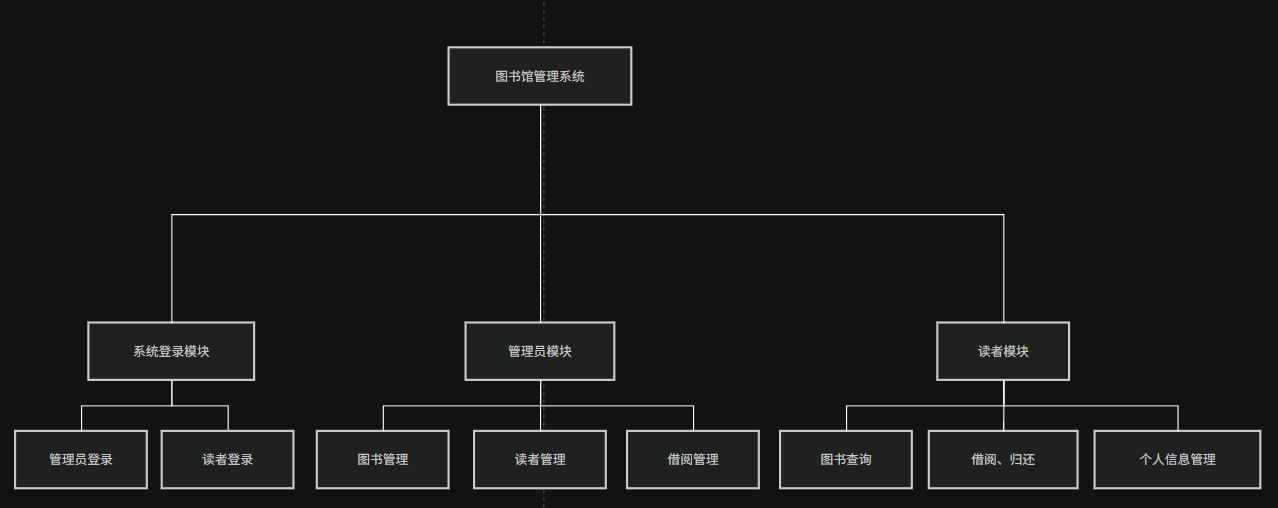 图书馆管理系统
系统登录模块
管理员模块
读者模块
管理员登录
读者登录
图书管理
读者管理
借阅管理
图书查询
借阅、归还
个人信息管理